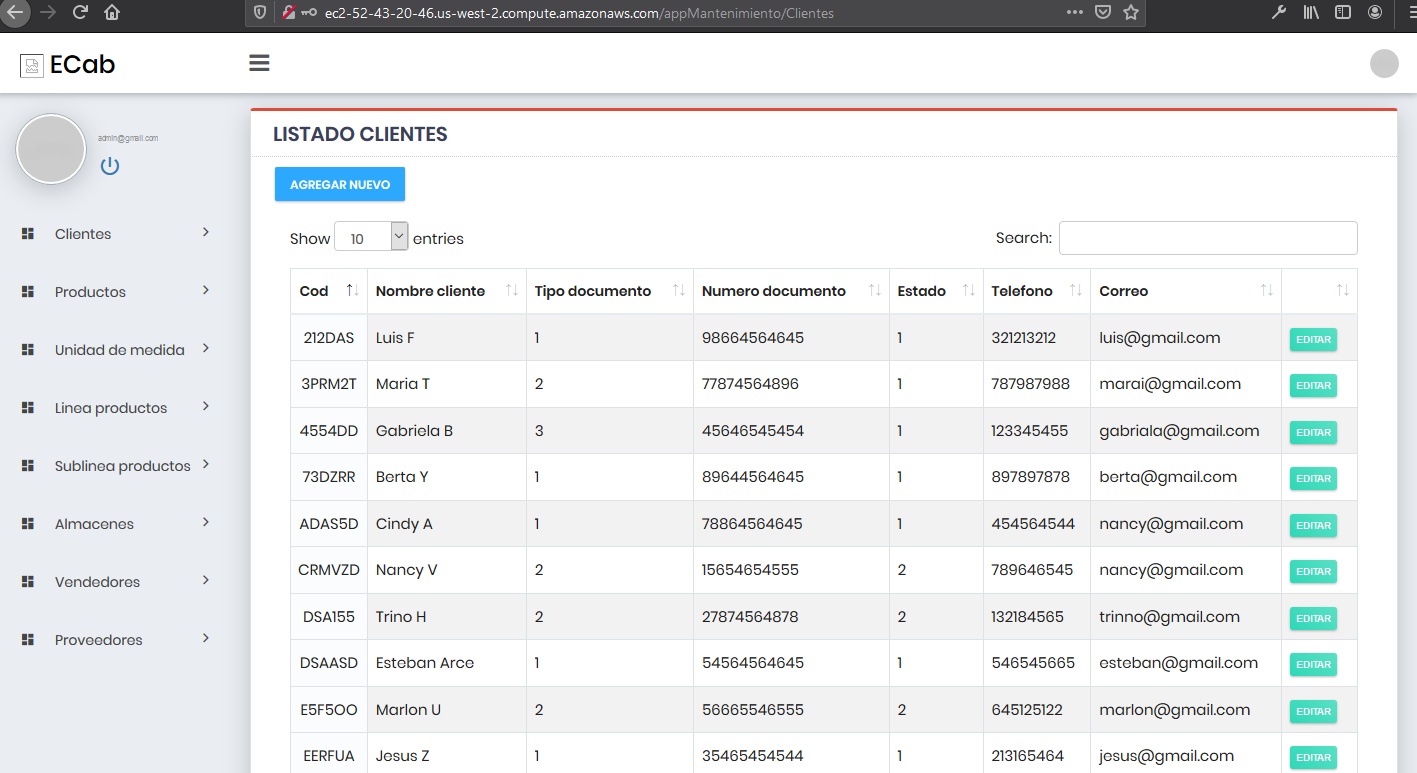 ec2-52-43-20-46.us-west-2.compute.amazonaws.com/appMantenimiento/Clientes
ECab
admin@gmail.com
Clientes
Productos
Unidad de medida
Linea productos
Sublinea productos
Almacenes
Vendedores
Proveedores
LISTADO CLIENTES
AGREGAR NUEVO
Show 10 entries Search:
Cod Nombre cliente Tipo documento Numero documento Estado Telefono Correo
212DAS Luis F 1 98664564645 1 321213212 luis@gmail.com EDITAR
3PRM2T Maria T 2 77874564896 1 787987988 marai@gmail.com EDITAR
4554DD Gabriela B 3 45646545454 1 123345455 gabriala@gmail.com EDITAR
73DZRR Berta Y 1 89644564645 1 897897878 berta@gmail.com EDITAR
ADAS5D Cindy A 1 78864564645 1 454564544 nancy@gmail.com EDITAR
CRMVZD Nancy V 2 15654654555 2 789646545 nancy@gmail.com EDITAR
DSA155 Trino H 2 27874564878 2 132184565 trinno@gmail.com EDITAR
DSAASD Esteban Arce 1 54564564645 1 546545665 esteban@gmail.com EDITAR
E5F5OO Marlon U 2 56665546555 2 645125122 marlon@gmail.com EDITAR
EERFUA Jesus Z 1 35465454544 1 213165464 jesus@gmail.com EDITAR